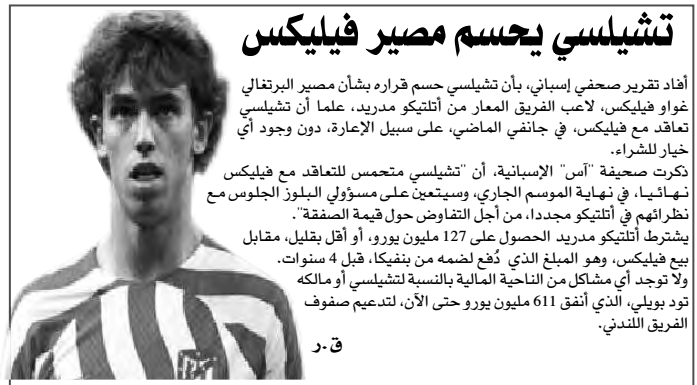 تشيلسي يحسم مصير فيليكس
أفاد تقرير صحفي إسباني، بأن تشيلسي حسم قراره بشأن مصير البرتغالي
غواو فيليكس، لاعب الفريق المعار من أتلتيكو مدريد، علما أن تشيلسي
تعاقد مع فيليكس، في جانفي الماضي، على سبيل الإعارة، دون وجود أي
خيار للشراء.
ذكرت صحيفة "آس" الإسبانية، أن "تشيلسي متحمس للتعاقد مع فيليكس
نهائيا، في نهاية الموسم الجاري، وسيتعين على مسؤولي البلوز الجلوس مع
نظرائهم في أتلتيكو مجددا، من أجل التفاوض حول قيمة الصفقة".
يشترط أتلتيكو مدريد الحصول على 127 مليون يورو، أو أقل بقليل، مقابل
بيع فيليكس، وهو المبلغ الذي دُفع لضمه من بنفيكا، قبل 4 سنوات.
ولا توجد أي مشاكل من الناحية المالية بالنسبة لتشيلسي أو مالكه
تود بويلي، الذي أنفق 611 مليون يورو حتى الآن، لتدعيم صفوف
الفريق اللندني.
ق.ر